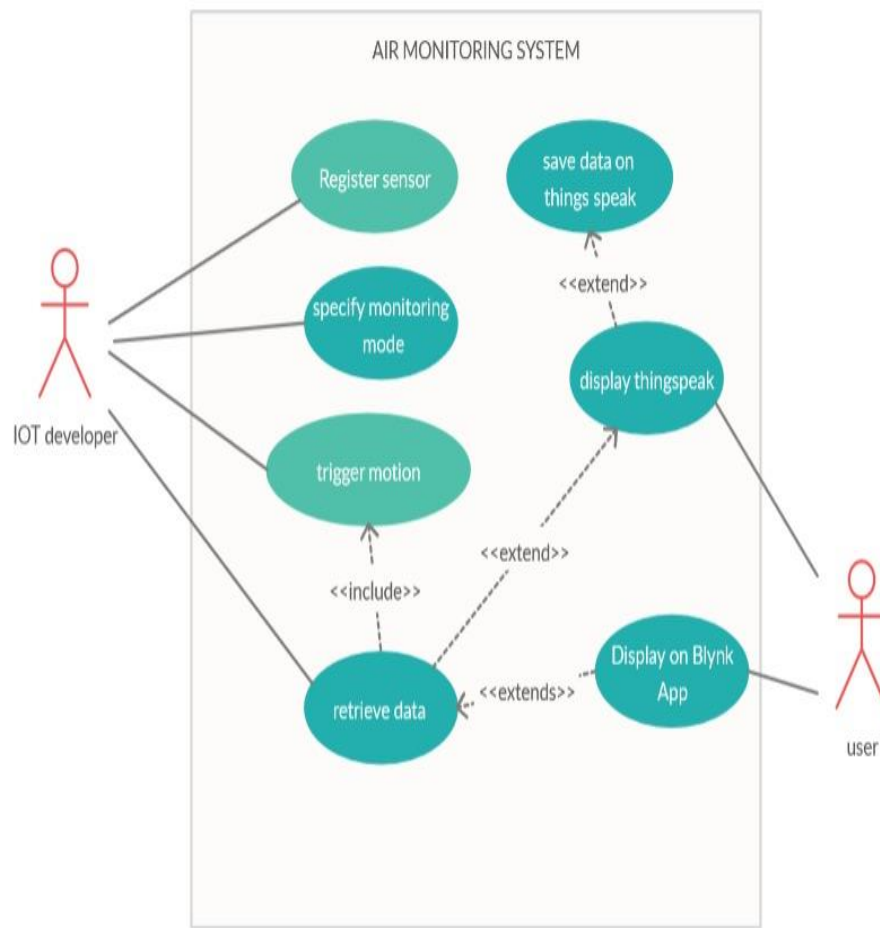 AIR MONITORING SYSTEM
Register sensor
save data on
things speak
<<extend>>
specify monitoring
mode
display thingspeak
IOT developer
trigger motion
<<extend>>
<<include>>
Display on Blynk
App
<<extends>>
retrieve data
user